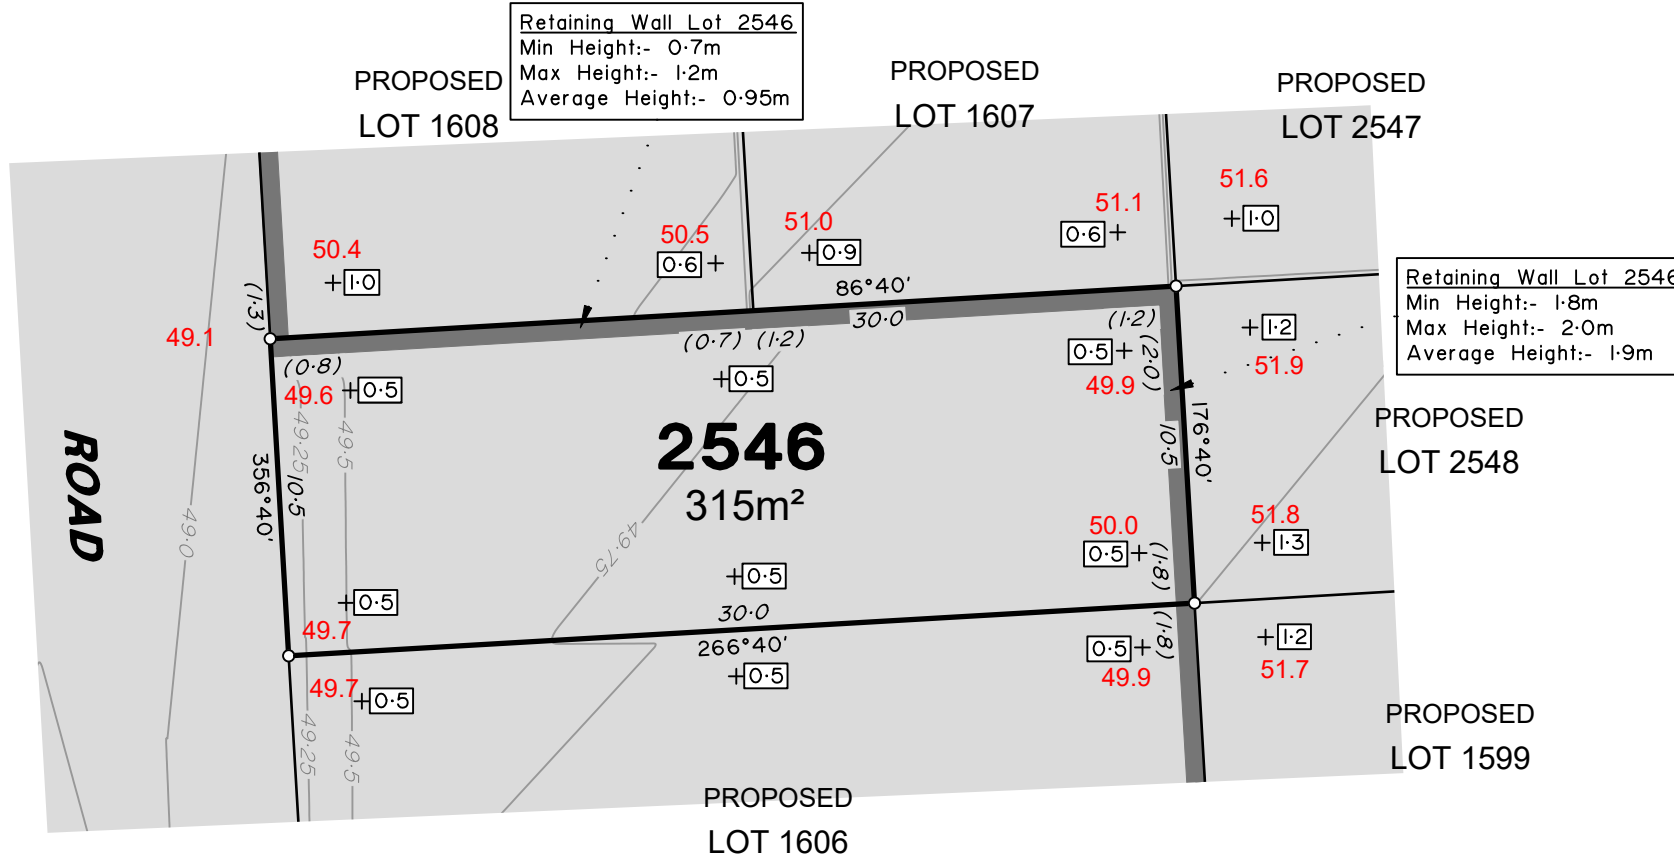 Retaining Wall Lot 2546
Min Height:- 0·7m
Max Height:- 1·2m
Average Height:- 0·95m
PROPOSED
LOT 1608
PROPOSED
LOT 1607
PROPOSED
LOT 2547
51.6
1·0
51.1
0·6
51.0
0·9
50.5
0·6
50.4
1·0
(1.3)
49.1
86°40'
30·0
(0.7)
(1.2)
(1.2)
(0.8)
49.6
0·5
0·5
0·5
49.9
(2.0)
1·2
51.9
Retaining Wall Lot 2546
Min Height:- 1·8m
Max Height:- 2·0m
Average Height:- 1·9m
PROPOSED
LOT 2548
176°40'
10·5
2546
315m²
ROAD
49·0
356°40'
10·5
49·25
49·5
49·75
50.0
0·5
(1.8)
51.8
1·3
0·5
0·5
49.7
30·0
266°40'
0·5
49.7
0·5
0·5
49.9
(1.8)
1·2
51.7
49·25
49·5
PROPOSED
LOT 1599
PROPOSED
LOT 1606